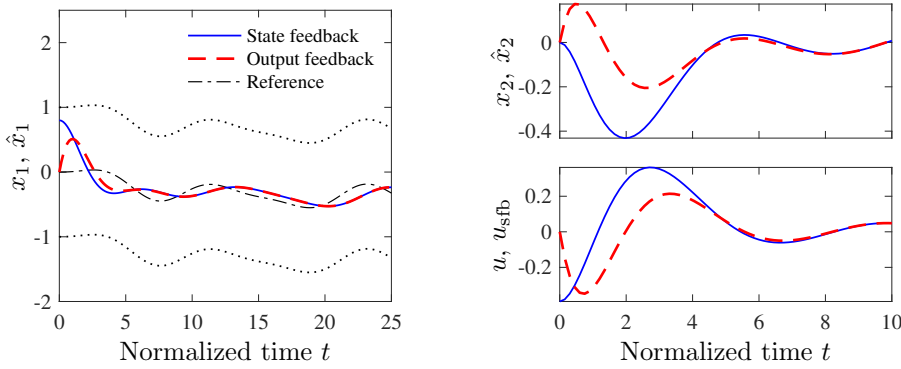 2
1
0
-1
-2
x₁, x̂₁
State feedback
Output feedback
Reference
0 5 10 15 20 25
Normalized time t
0
-0.2
-0.4
x₂, x̂₂
0.2
0
-0.2
u, u_sfb
0 2 4 6 8 10
Normalized time t